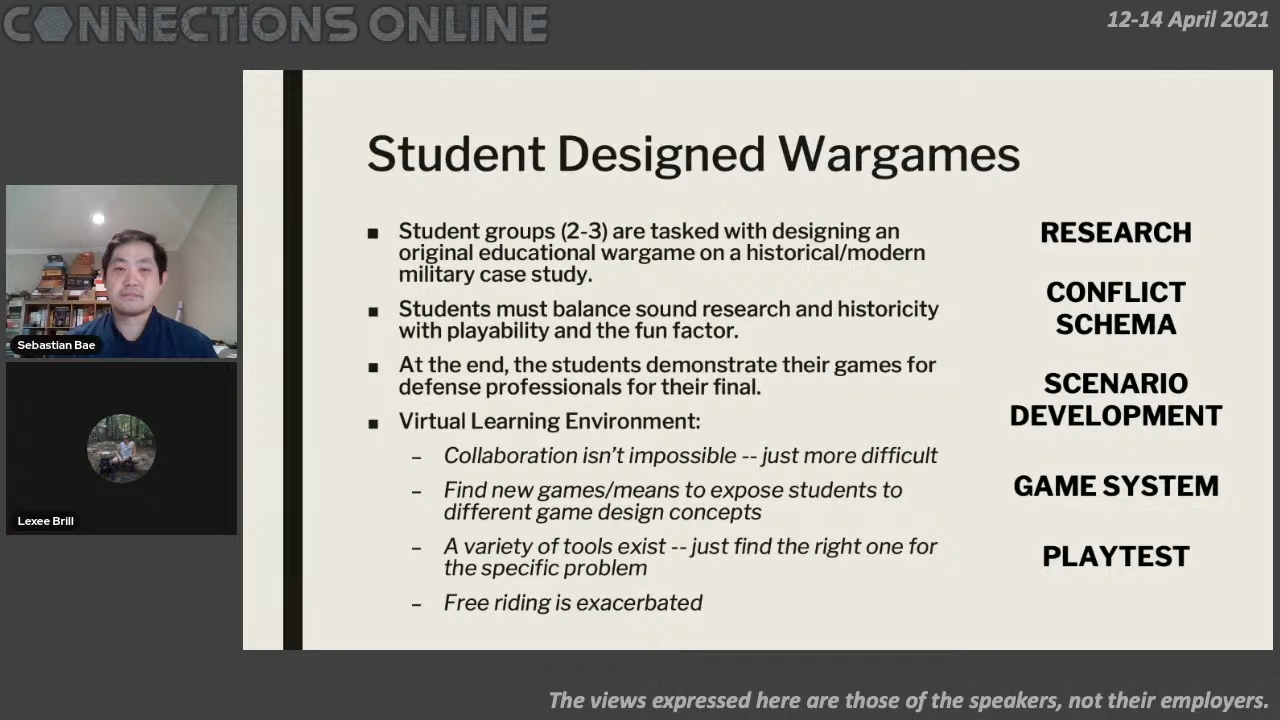 CONNECTIONS ONLINE
12-14 April 2021
Student Designed Wargames
■ Student groups (2-3) are tasked with designing an
original educational wargame on a historical/modern
military case study.
■ Students must balance sound research and historicity
with playability and the fun factor.
■ At the end, the students demonstrate their games for
defense professionals for their final.
■ Virtual Learning Environment:
– Collaboration isn't impossible -- just more difficult
– Find new games/means to expose students to
different game design concepts
– A variety of tools exist -- just find the right one for
the specific problem
– Free riding is exacerbated
RESEARCH
CONFLICT
SCHEMA
SCENARIO
DEVELOPMENT
GAME SYSTEM
PLAYTEST
Sebastian Bae
Lexee Brill
The views expressed here are those of the speakers, not their employers.